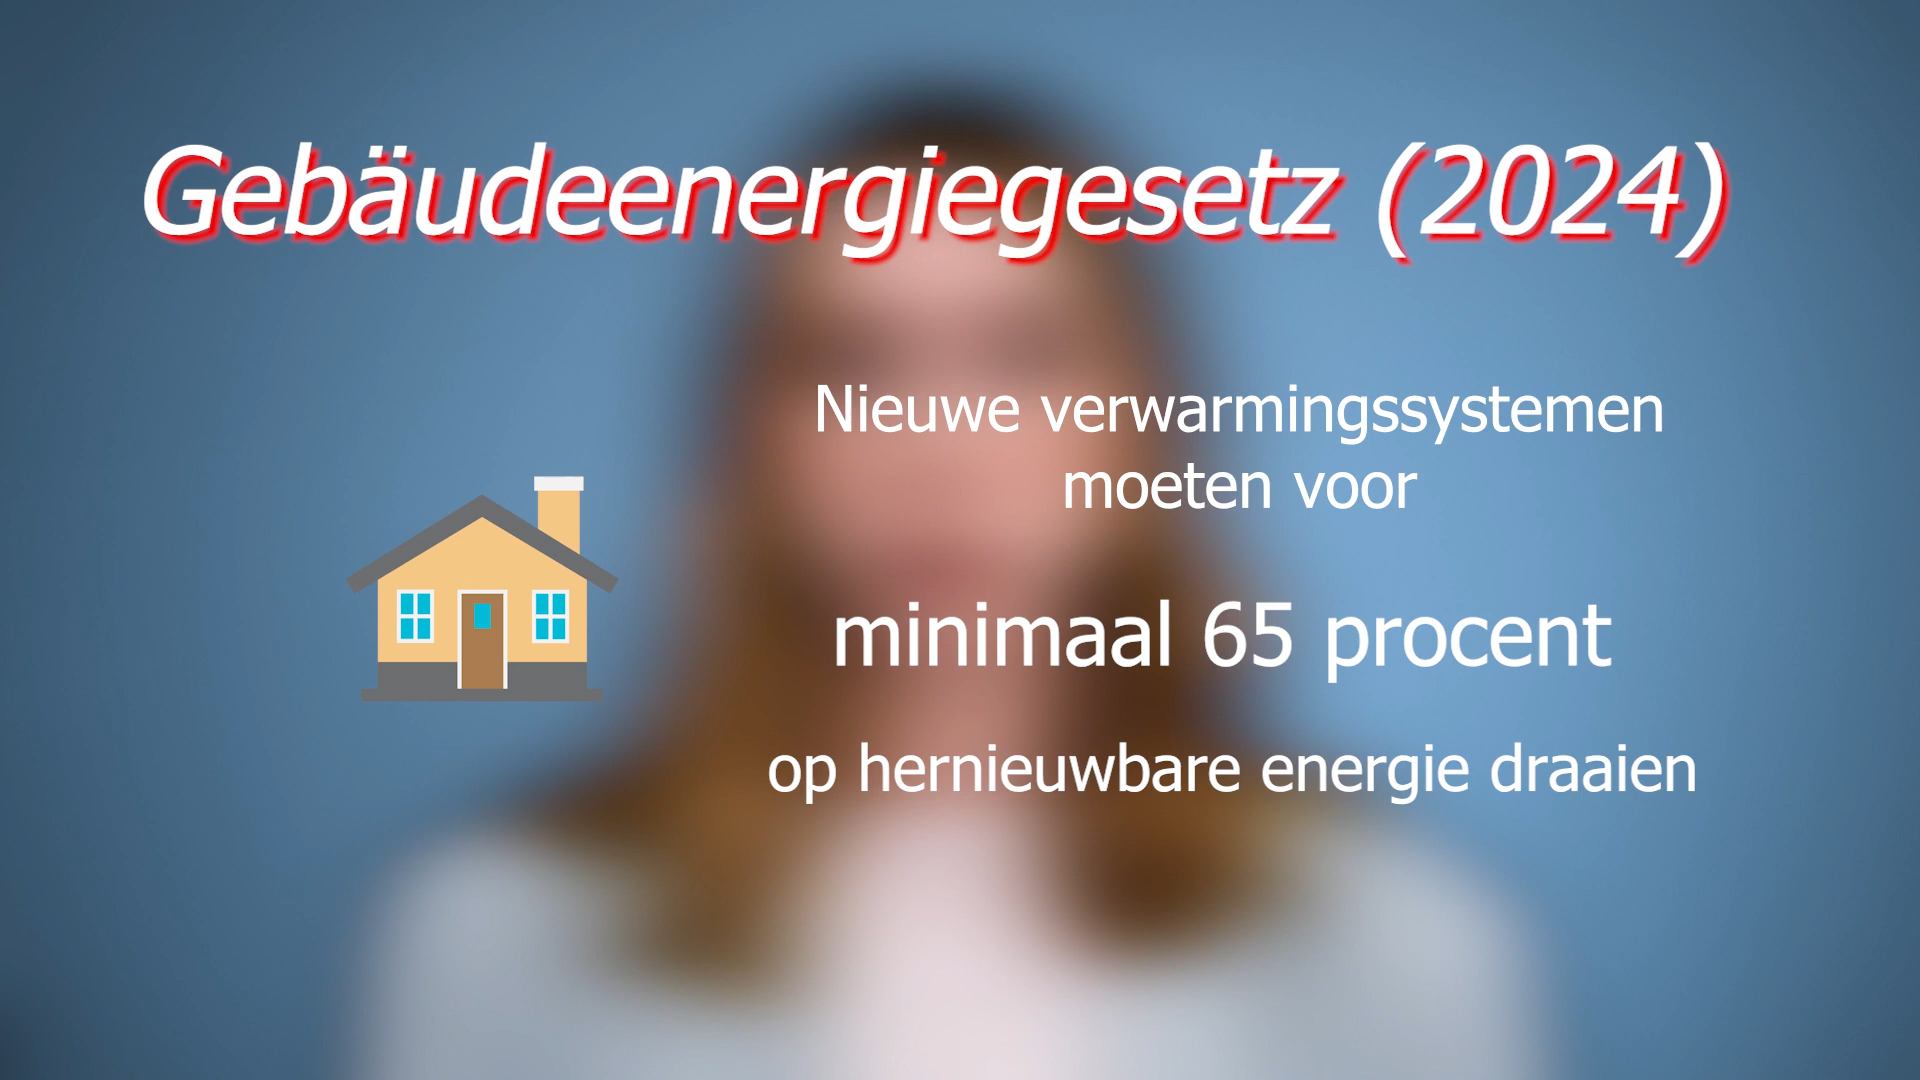 Gebäudeenergiegesetz (2024)
Nieuwe verwarmingssystemen
moeten voor
minimaal 65 procent
op hernieuwbare energie draaien